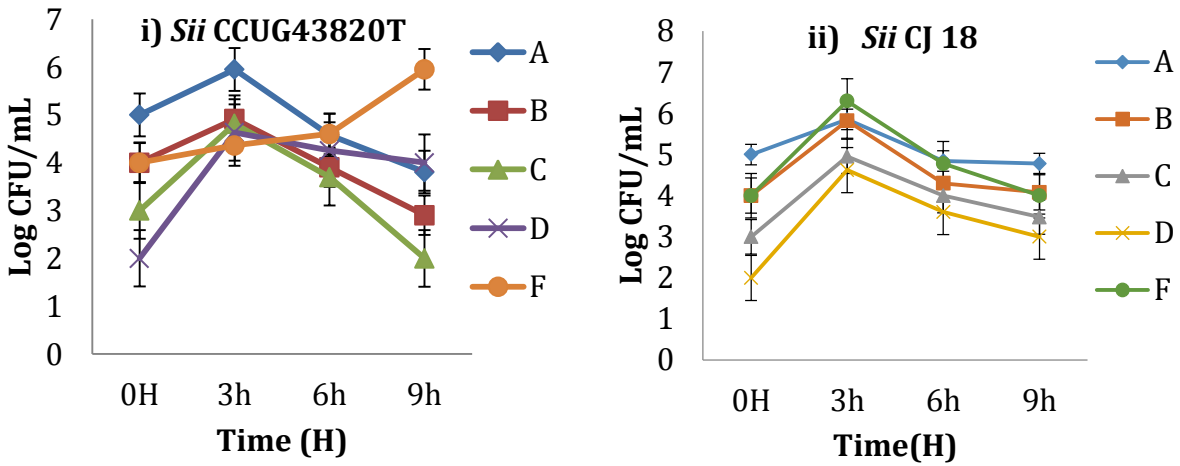 i) Sii CCUG43820T
Log CFU/mL
7
6
5
4
3
2
1
0
0H 3h 6h 9h
Time (H)
A
B
C
D
F
ii) Sii CJ 18
Log CFU/mL
8
7
6
5
4
3
2
1
0
0H 3h 6h 9h
Time(H)
A
B
C
D
F